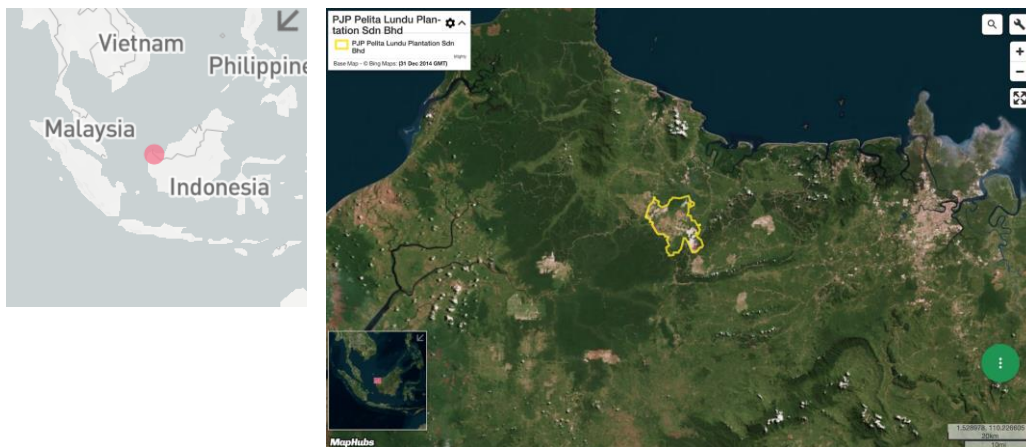 Vietnam
Philippine
Malaysia
Indonesia
PJP Pelita Lundu Plan-
tation Sdn Bhd
PJP Pelita Lundu Plantation Sdn
Bhd
Base Map - © Bing Maps: (31 Dec 2014 GMT)
MapHubs
1.528978, 110.226605
20km
10mi